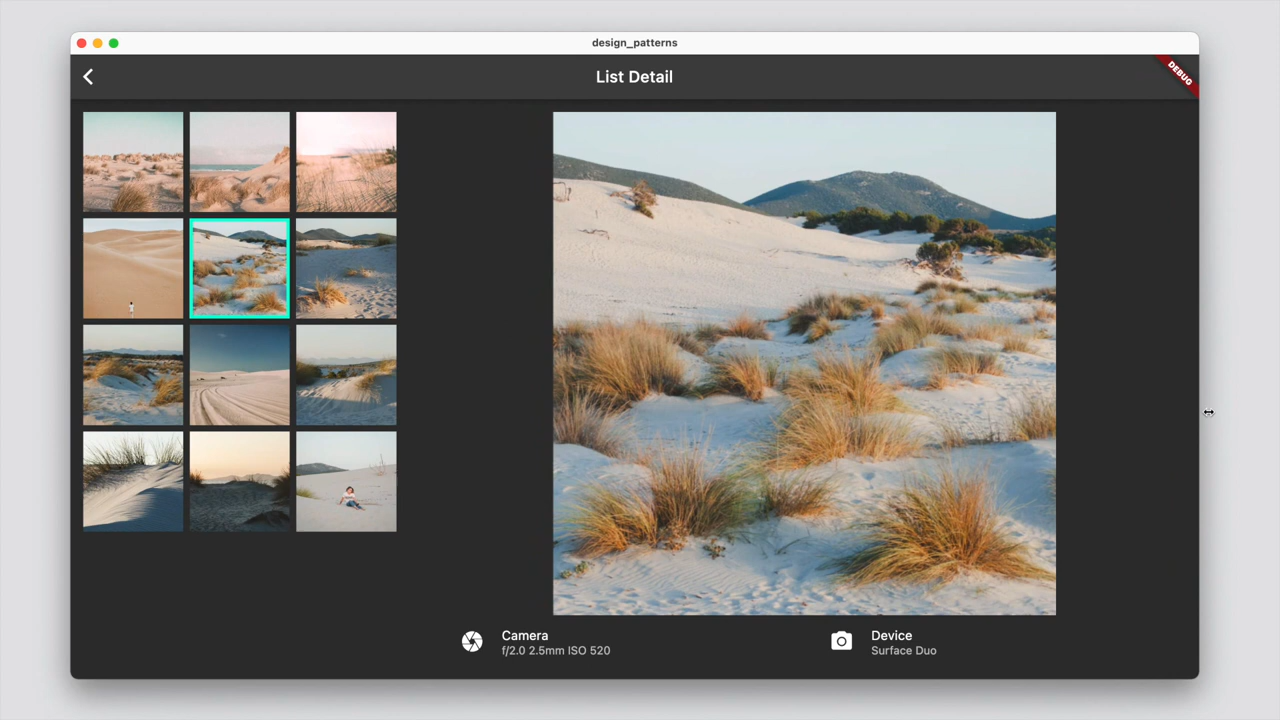 design_patterns
List Detail
DEBUG
Camera
f/2.0 2.5mm ISO 520
Device
Surface Duo